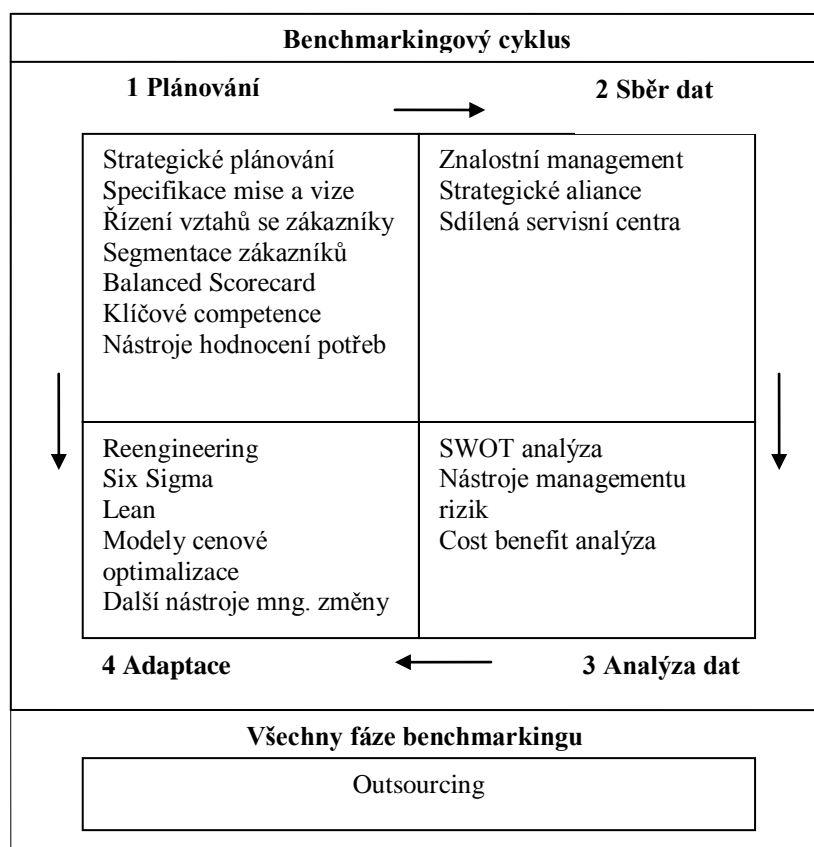 Benchmarkingový cyklus
1 Plánování
2 Sběr dat
Strategické plánování
Specifikace mise a vize
Řízení vztahů se zákazníky
Segmentace zákazníků
Balanced Scorecard
Klíčové competence
Nástroje hodnocení potřeb
Znalostní management
Strategické aliance
Sdílená servisní centra
Reengineering
Six Sigma
Lean
Modely cenové
optimalizace
Další nástroje mng. změny
SWOT analýza
Nástroje managementu
rizik
Cost benefit analýza
4 Adaptace
3 Analýza dat
Všechny fáze benchmarkingu
Outsourcing